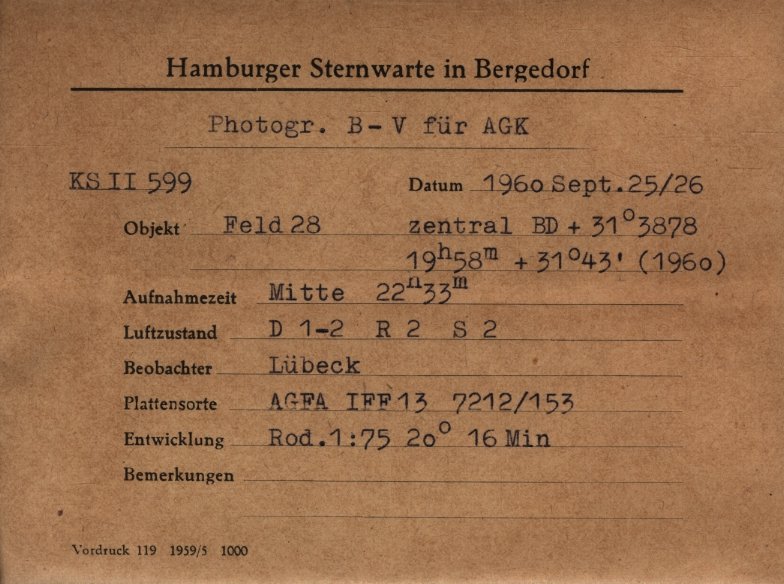 Hamburger Sternwarte in Bergedorf
Photogr. B-V für AGK
KS II 599 Datum 1960 Sept. 25/26
Objekt Feld 28 zentral BD + 31°3878
19h58m + 31°43' (1960)
Aufnahmezeit Mitte 22h33m
Luftzustand D 1-2 R 2 S 2
Beobachter Lübeck
Plattensorte AGFA IFF 13 7212/153
Entwicklung Rod. 1:75 20° 16 Min
Bemerkungen
Vordruck 119 1959/5 1000